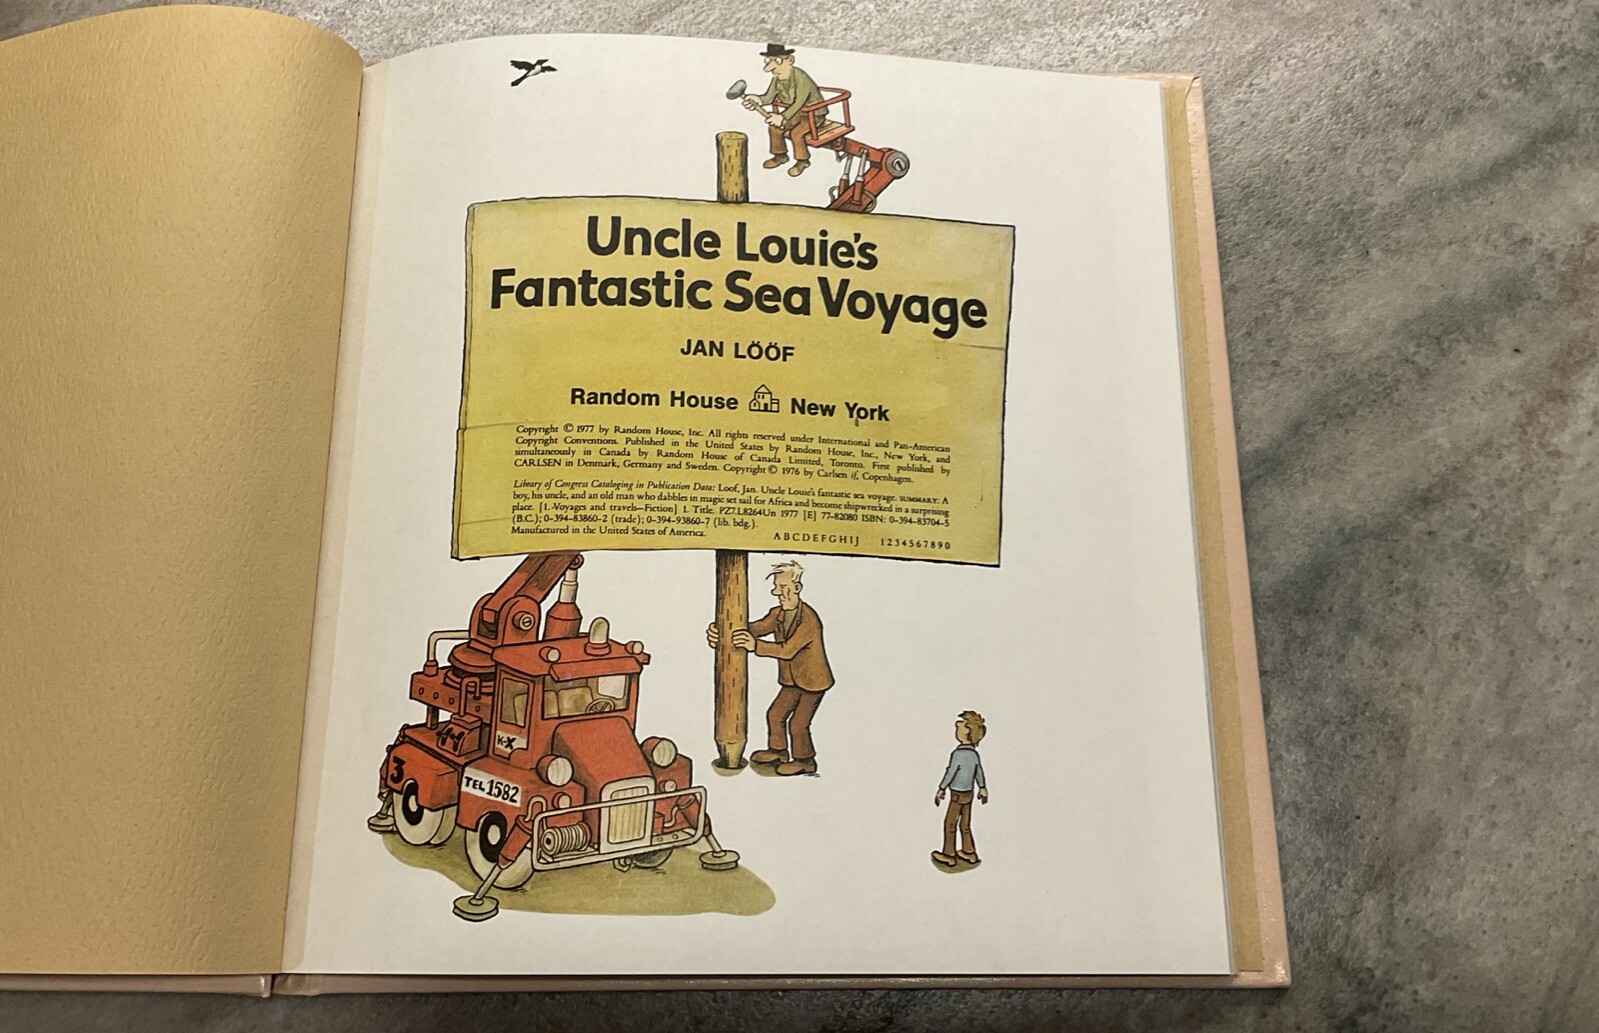 Uncle Louie's
Fantastic Sea Voyage
JAN LÖÖF
Random House New York
Copyright © 1977 by Random House, Inc. All rights reserved under International and Pan-American
Copyright Conventions. Published in the United States by Random House, Inc., New York, and
simultaneously in Canada by Random House of Canada Limited, Toronto. First published by
CARLSEN in Denmark, Germany and Sweden. Copyright © 1976 by Carlsen if, Copenhagen.
Library of Congress Cataloging in Publication Data: Loof, Jan. Uncle Louie's fantastic sea voyage. SUMMARY: A
boy, his uncle, and an old man who dabbles in magic set sail for Africa and become shipwrecked in a surprising
place. [1. Voyages and travels—Fiction] 1. Title. PZ7.L8264Un 1977 [E] 77-82080 ISBN: 0-394-83704-5
(B.C.); 0-394-83860-2 (trade); 0-394-93860-7 (lib. bdg.).
Manufactured in the United States of America. ABCDEFGHIJ 1234567890
K-X
3
TEL 1582